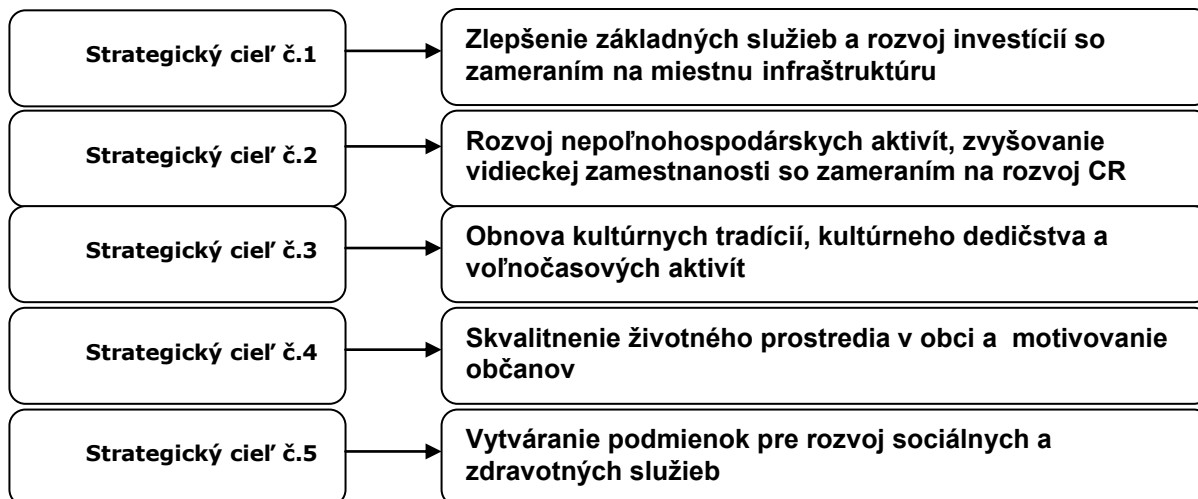 Strategický cieľ č.1
Zlepšenie základných služieb a rozvoj investícií so
zameraním na miestnu infraštruktúru
Strategický cieľ č.2
Rozvoj nepoľnohospodárskych aktivít, zvyšovanie
vidieckej zamestnanosti so zameraním na rozvoj CR
Strategický cieľ č.3
Obnova kultúrnych tradícií, kultúrneho dedičstva a
voľnočasových aktivít
Strategický cieľ č.4
Skvalitnenie životného prostredia v obci a  motivovanie
občanov
Strategický cieľ č.5
Vytváranie podmienok pre rozvoj sociálnych a
zdravotných služieb